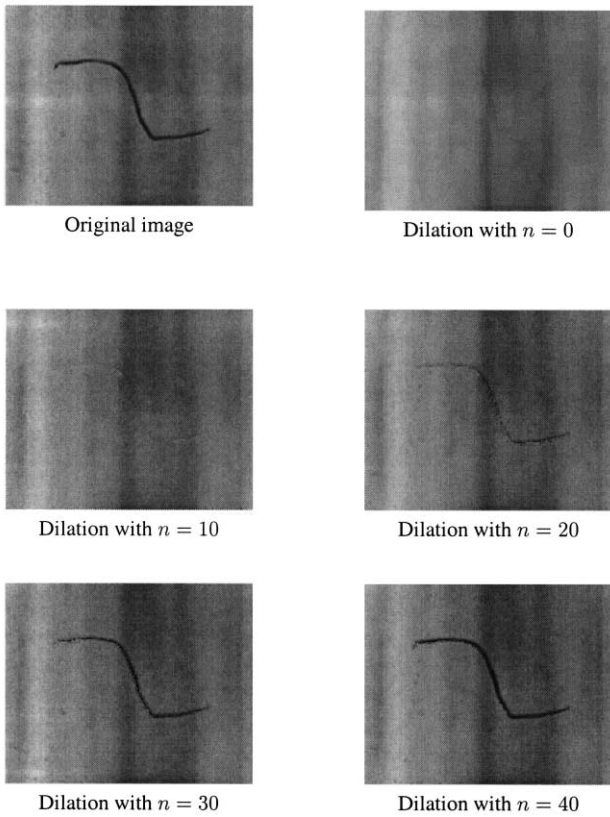 Original image
Dilation with n = 0
Dilation with n = 10
Dilation with n = 20
Dilation with n = 30
Dilation with n = 40